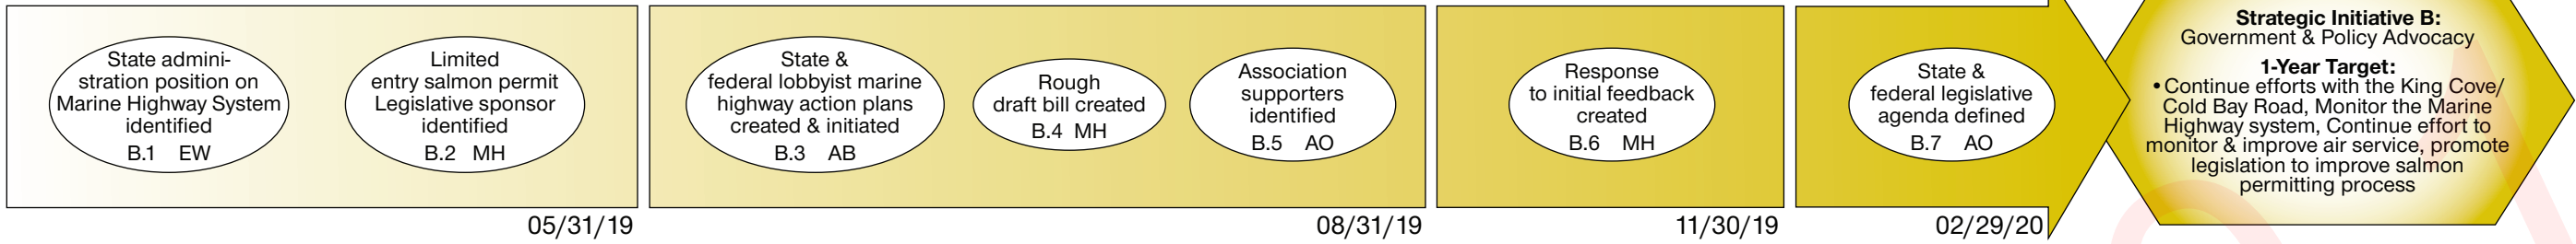 State admini-
stration position on
Marine Highway System
identified
B.1 EW
Limited
entry salmon permit
Legislative sponsor
identified
B.2 MH
05/31/19
State &
federal lobbyist marine
highway action plans
created & initiated
B.3 AB
Rough
draft bill created
B.4 MH
Association
supporters
identified
B.5 AO
08/31/19
Response
to initial feedback
created
B.6 MH
11/30/19
State &
federal legislative
agenda defined
B.7 AO
02/29/20
Strategic Initiative B:
Government & Policy Advocacy
1-Year Target:
• Continue efforts with the King Cove/
Cold Bay Road, Monitor the Marine
Highway system, Continue effort to
monitor & improve air service, promote
legislation to improve salmon
permitting process